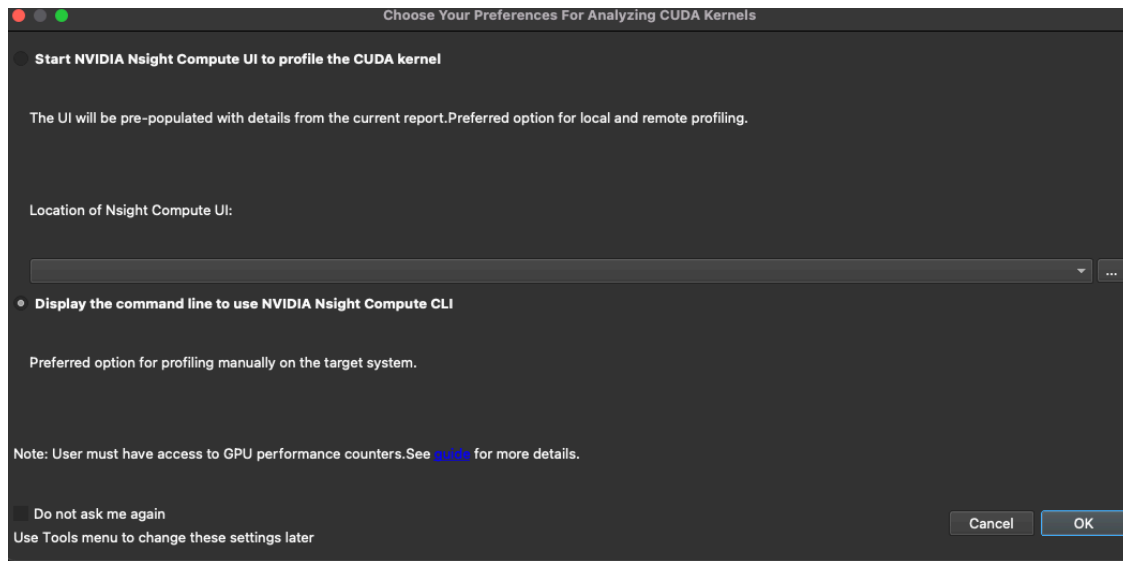 Choose Your Preferences For Analyzing CUDA Kernels
Start NVIDIA Nsight Compute UI to profile the CUDA kernel
The UI will be pre-populated with details from the current report.Preferred option for local and remote profiling.
Location of Nsight Compute UI:
...
Display the command line to use NVIDIA Nsight Compute CLI
Preferred option for profiling manually on the target system.
Note: User must have access to GPU performance counters.See guide for more details.
Do not ask me again
Cancel OK
Use Tools menu to change these settings later